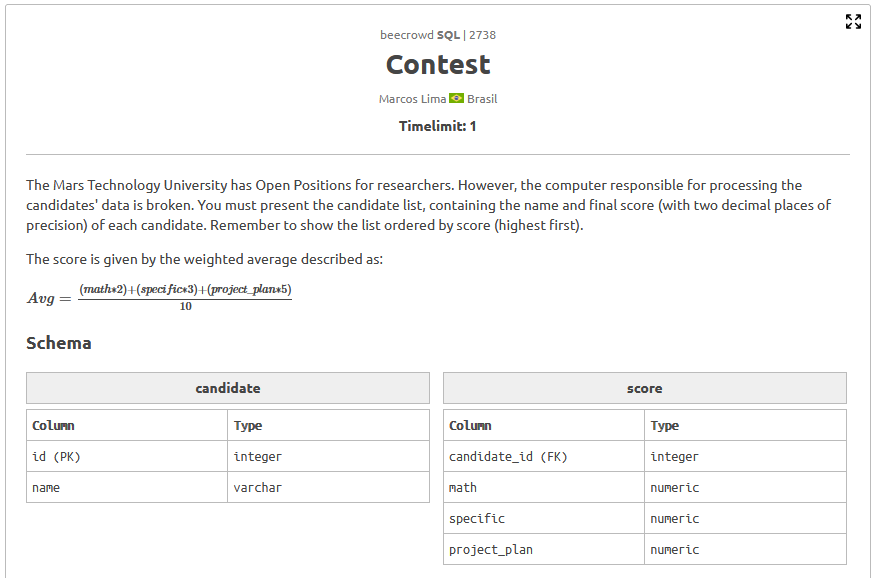 beecrowd SQL | 2738
Contest
Marcos Lima Brasil
Timelimit: 1
The Mars Technology University has Open Positions for researchers. However, the computer responsible for processing the
candidates' data is broken. You must present the candidate list, containing the name and final score (with two decimal places of
precision) of each candidate. Remember to show the list ordered by score (highest first).
The score is given by the weighted average described as:
Avg = (math*2)+(specific*3)+(project_plan*5)
10
Schema
candidate
Column Type
id (PK) integer
name varchar
score
Column Type
candidate_id (FK) integer
math numeric
specific numeric
project_plan numeric